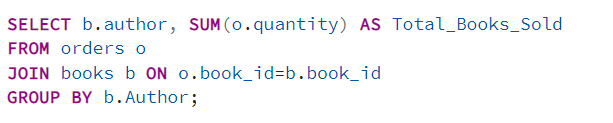 SELECT b.author, SUM(o.quantity) AS Total_Books_Sold
FROM orders o
JOIN books b ON o.book_id=b.book_id
GROUP BY b.Author;